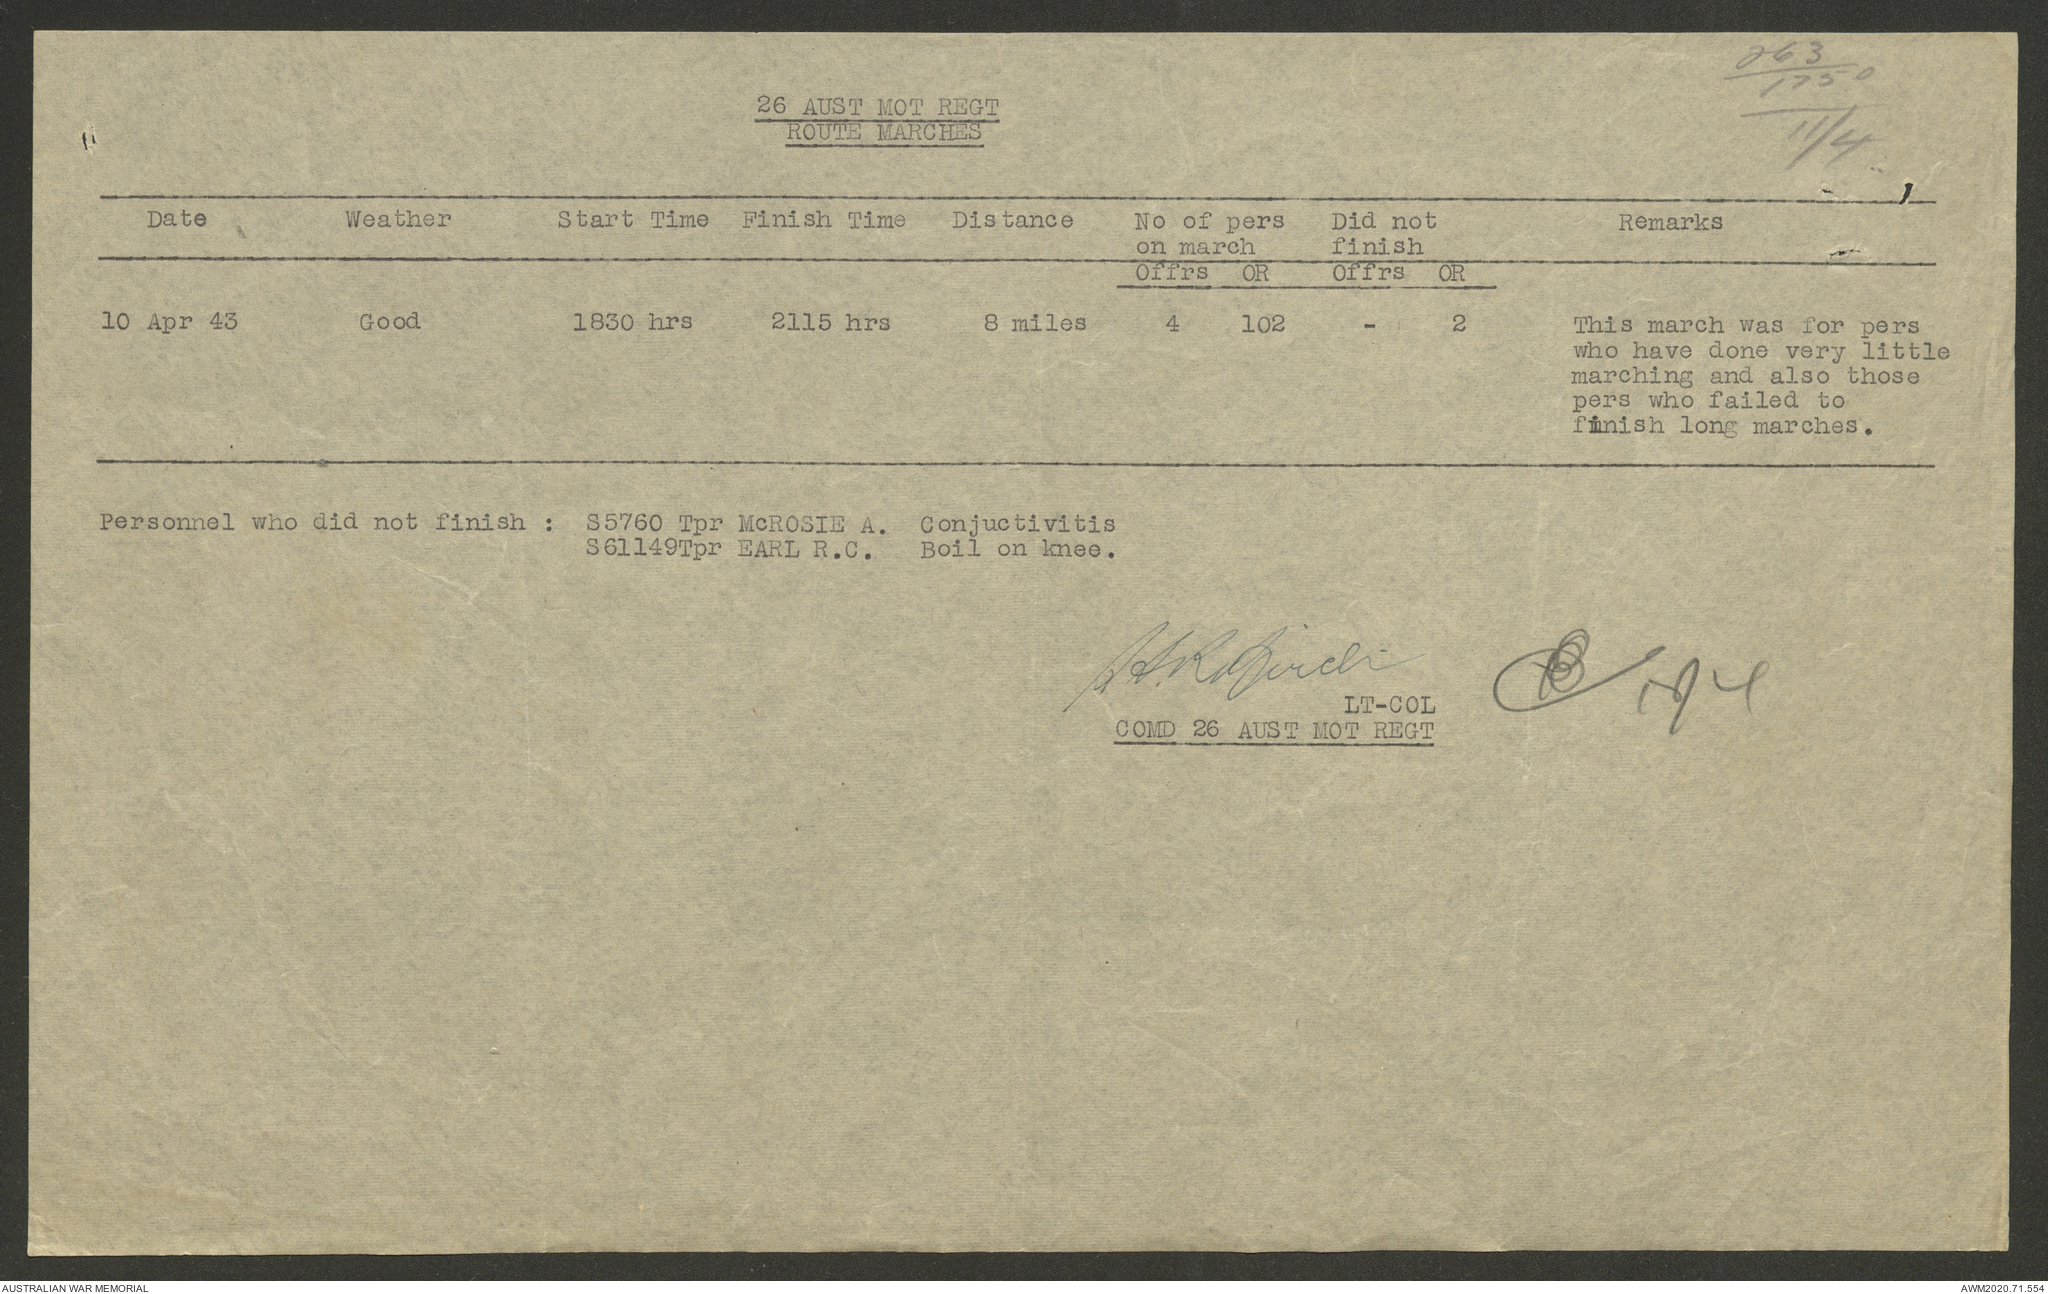 263
1750
11/4
26 AUST MOT REGT
ROUTE MARCHES
Date Weather Start Time Finish Time Distance No of pers on march Did not finish Remarks
Offrs OR Offrs OR
10 Apr 43 Good 1830 hrs 2115 hrs 8 miles 4 102 - 2 This march was for pers
who have done very little
marching and also those
pers who failed to
finish long marches.
Personnel who did not finish : S5760 Tpr McROSIE A. Conjuctivitis
S61149Tpr EARL R.C. Boil on knee.
LT-COL
COMD 26 AUST MOT REGT
AUSTRALIAN WAR MEMORIAL
AWM2020.71.554